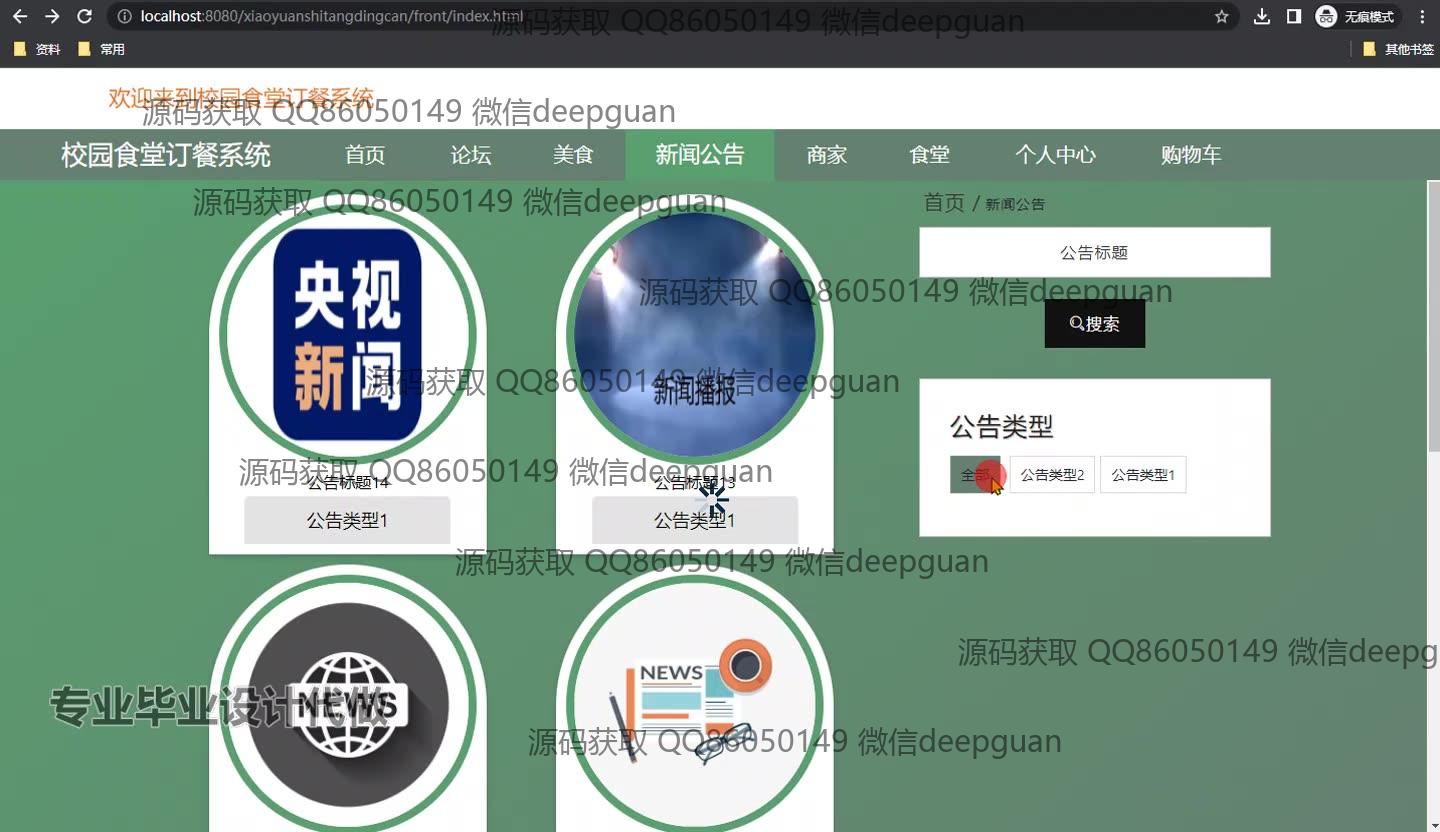 localhost:8080/xiaoyuanshitangdingcan/front/index.html
无痕模式
资料
常用
其他书签
源码获取 QQ86050149 微信deepguan
欢迎来到校园食堂订餐系统
源码获取 QQ86050149 微信deepguan
校园食堂订餐系统
首页
论坛
美食
新闻公告
商家
食堂
个人中心
购物车
源码获取 QQ86050149 微信deepguan
首页 / 新闻公告
公告标题
源码获取 QQ86050149 微信deepguan
搜索
央视
新闻
新闻播报
源码获取 QQ86050149 微信deepguan
公告类型
全部
公告类型2
公告类型1
源码获取 QQ86050149 微信deepguan
公告标题14
公告标题13
公告类型1
公告类型1
源码获取 QQ86050149 微信deepguan
源码获取 QQ86050149 微信deepg
NEWS
NEWS
专业毕业设计代做
源码获取 QQ86050149 微信deepguan